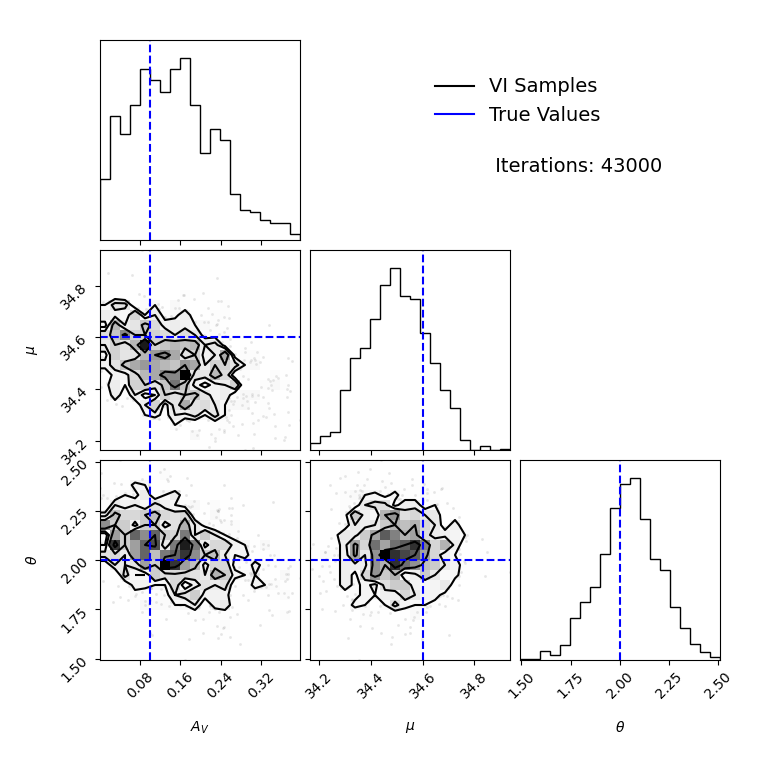 VI Samples
True Values
Iterations: 43000
μ
34.8
34.6
34.4
34.2
θ
2.50
2.25
2.00
1.75
1.50
0.08 0.16 0.24 0.32
34.2 34.4 34.6 34.8
1.50 1.75 2.00 2.25 2.50
A_V μ θ